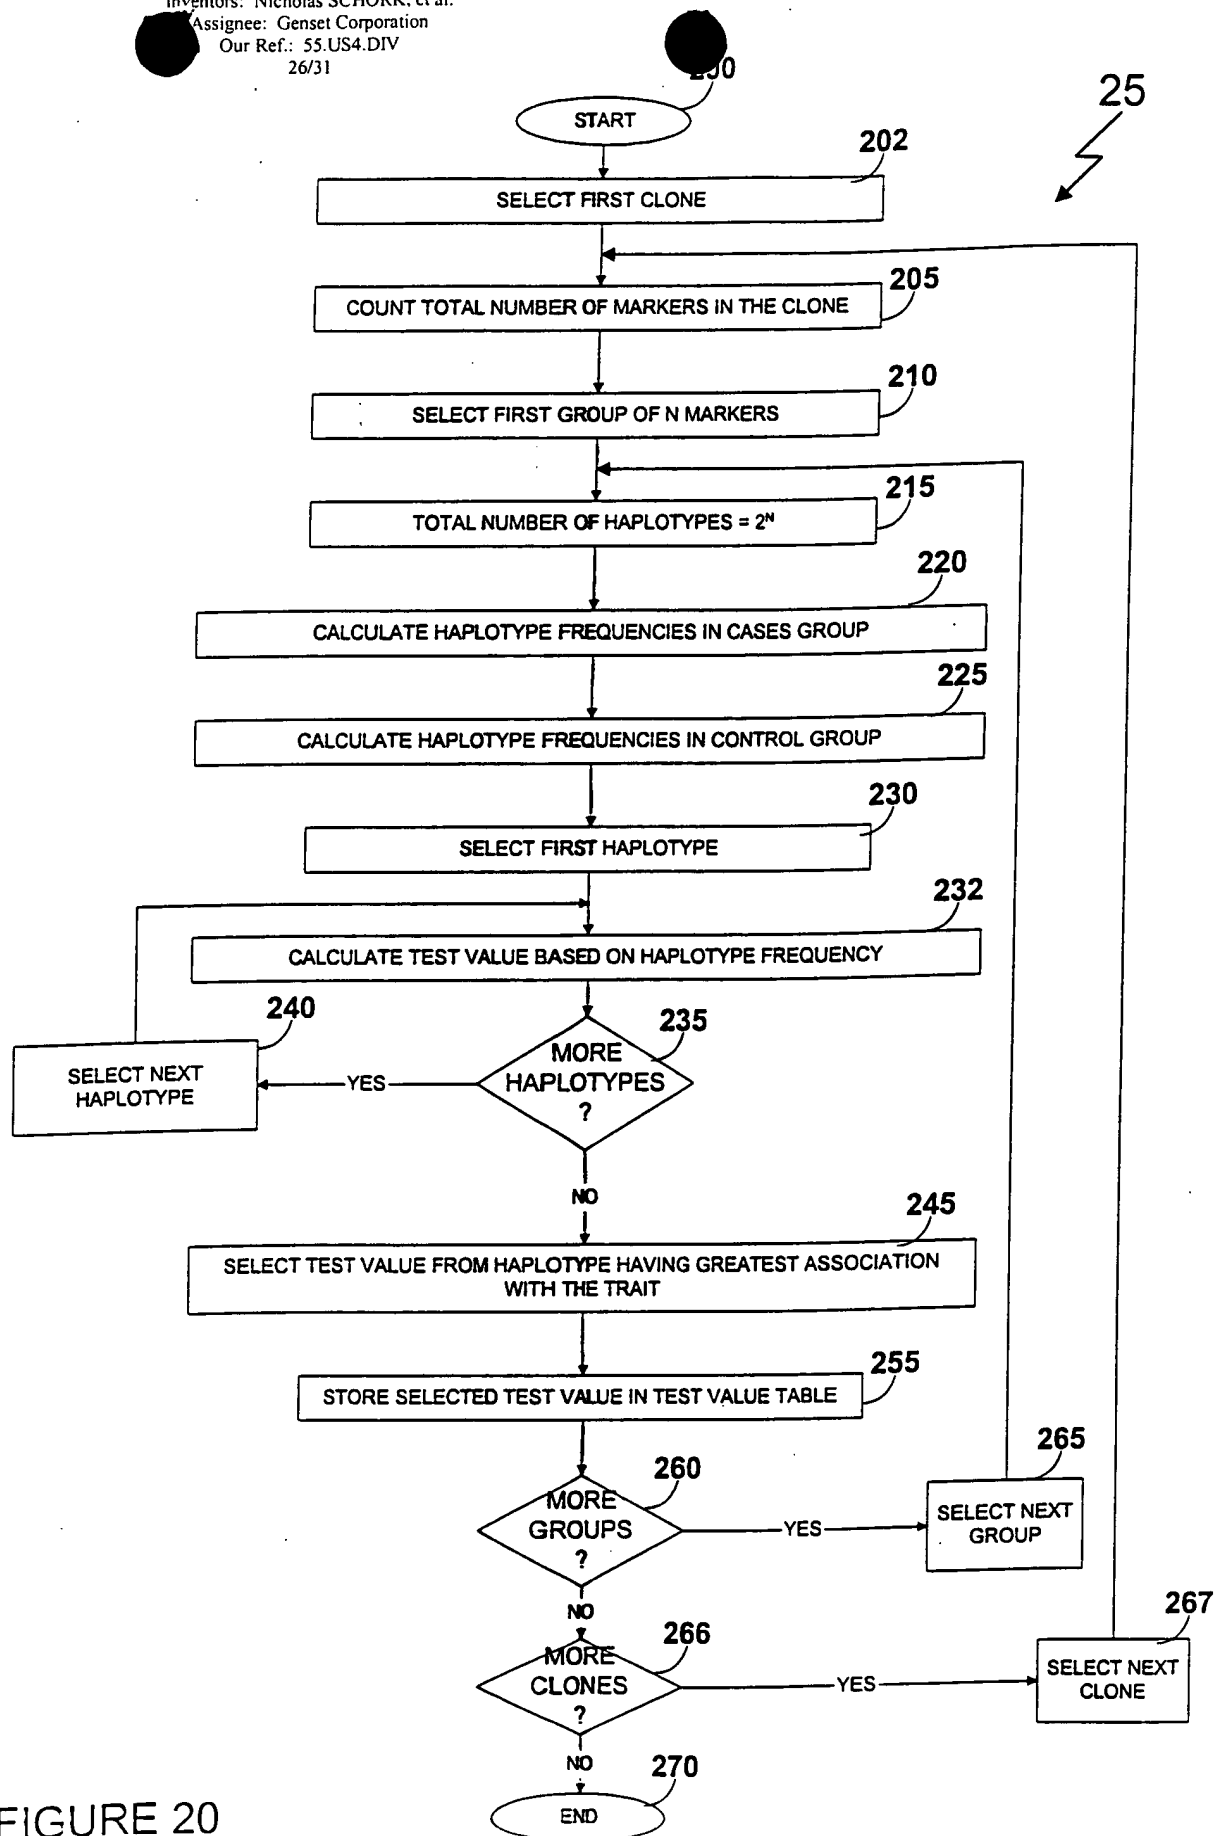 Inventors: Nicholas SCHORK, et al.
Assignee: Genset Corporation
Our Ref.: 55.US4.DIV
26/31
START
25
202
SELECT FIRST CLONE
205
COUNT TOTAL NUMBER OF MARKERS IN THE CLONE
210
SELECT FIRST GROUP OF N MARKERS
215
TOTAL NUMBER OF HAPLOTYPES = 2ᴺ
220
CALCULATE HAPLOTYPE FREQUENCIES IN CASES GROUP
225
CALCULATE HAPLOTYPE FREQUENCIES IN CONTROL GROUP
230
SELECT FIRST HAPLOTYPE
232
CALCULATE TEST VALUE BASED ON HAPLOTYPE FREQUENCY
240
SELECT NEXT
HAPLOTYPE
YES
235
MORE
HAPLOTYPES
?
NO
245
SELECT TEST VALUE FROM HAPLOTYPE HAVING GREATEST ASSOCIATION
WITH THE TRAIT
255
STORE SELECTED TEST VALUE IN TEST VALUE TABLE
260
MORE
GROUPS
?
YES
265
SELECT NEXT
GROUP
NO
266
MORE
CLONES
?
YES
267
SELECT NEXT
CLONE
NO
270
END
FIGURE 20